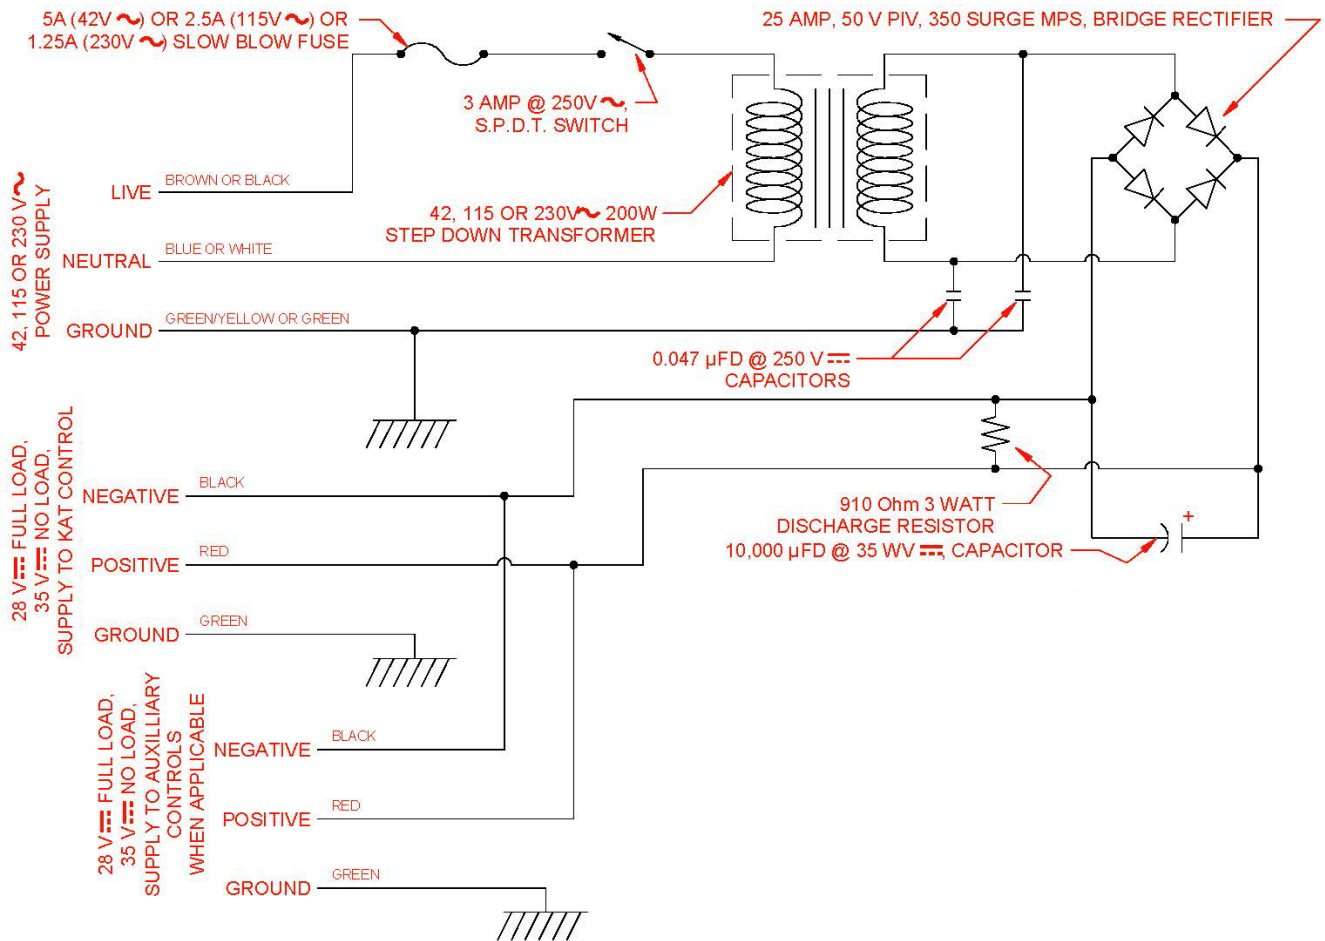 5A (42V ~) OR 2.5A (115V ~) OR
1.25A (230V ~) SLOW BLOW FUSE
25 AMP, 50 V PIV, 350 SURGE MPS, BRIDGE RECTIFIER
3 AMP @ 250V ~,
S.P.D.T. SWITCH
42, 115 OR 230 V ~
POWER SUPPLY
LIVE
BROWN OR BLACK
42, 115 OR 230V ~ 200W
STEP DOWN TRANSFORMER
NEUTRAL
BLUE OR WHITE
GROUND
GREEN/YELLOW OR GREEN
0.047 µFD @ 250 V ⎓
CAPACITORS
28 V ⎓ FULL LOAD,
35 V ⎓ NO LOAD,
SUPPLY TO KAT CONTROL
NEGATIVE
BLACK
910 Ohm 3 WATT
DISCHARGE RESISTOR
+
10,000 µFD @ 35 WV ⎓, CAPACITOR
POSITIVE
RED
GROUND
GREEN
28 V ⎓ FULL LOAD,
35 V ⎓ NO LOAD,
SUPPLY TO AUXILLIARY
CONTROLS
WHEN APPLICABLE
NEGATIVE
BLACK
POSITIVE
RED
GROUND
GREEN